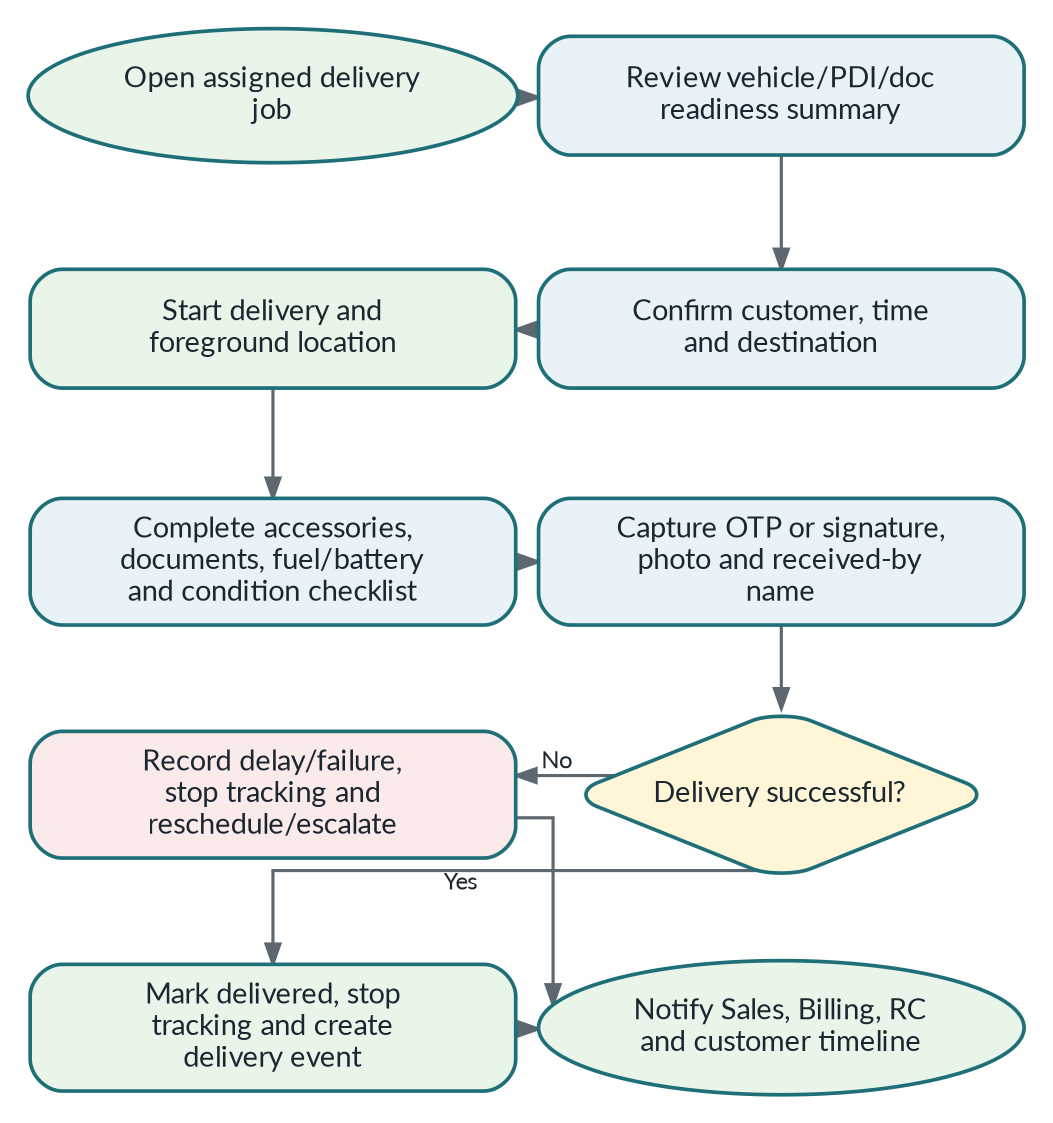 Open assigned delivery
job
Review vehicle/PDI/doc
readiness summary
Confirm customer, time
and destination
Start delivery and
foreground location
Complete accessories,
documents, fuel/battery
and condition checklist
Capture OTP or signature,
photo and received-by
name
Delivery successful?
No
Record delay/failure,
stop tracking and
reschedule/escalate
Yes
Mark delivered, stop
tracking and create
delivery event
Notify Sales, Billing, RC
and customer timeline